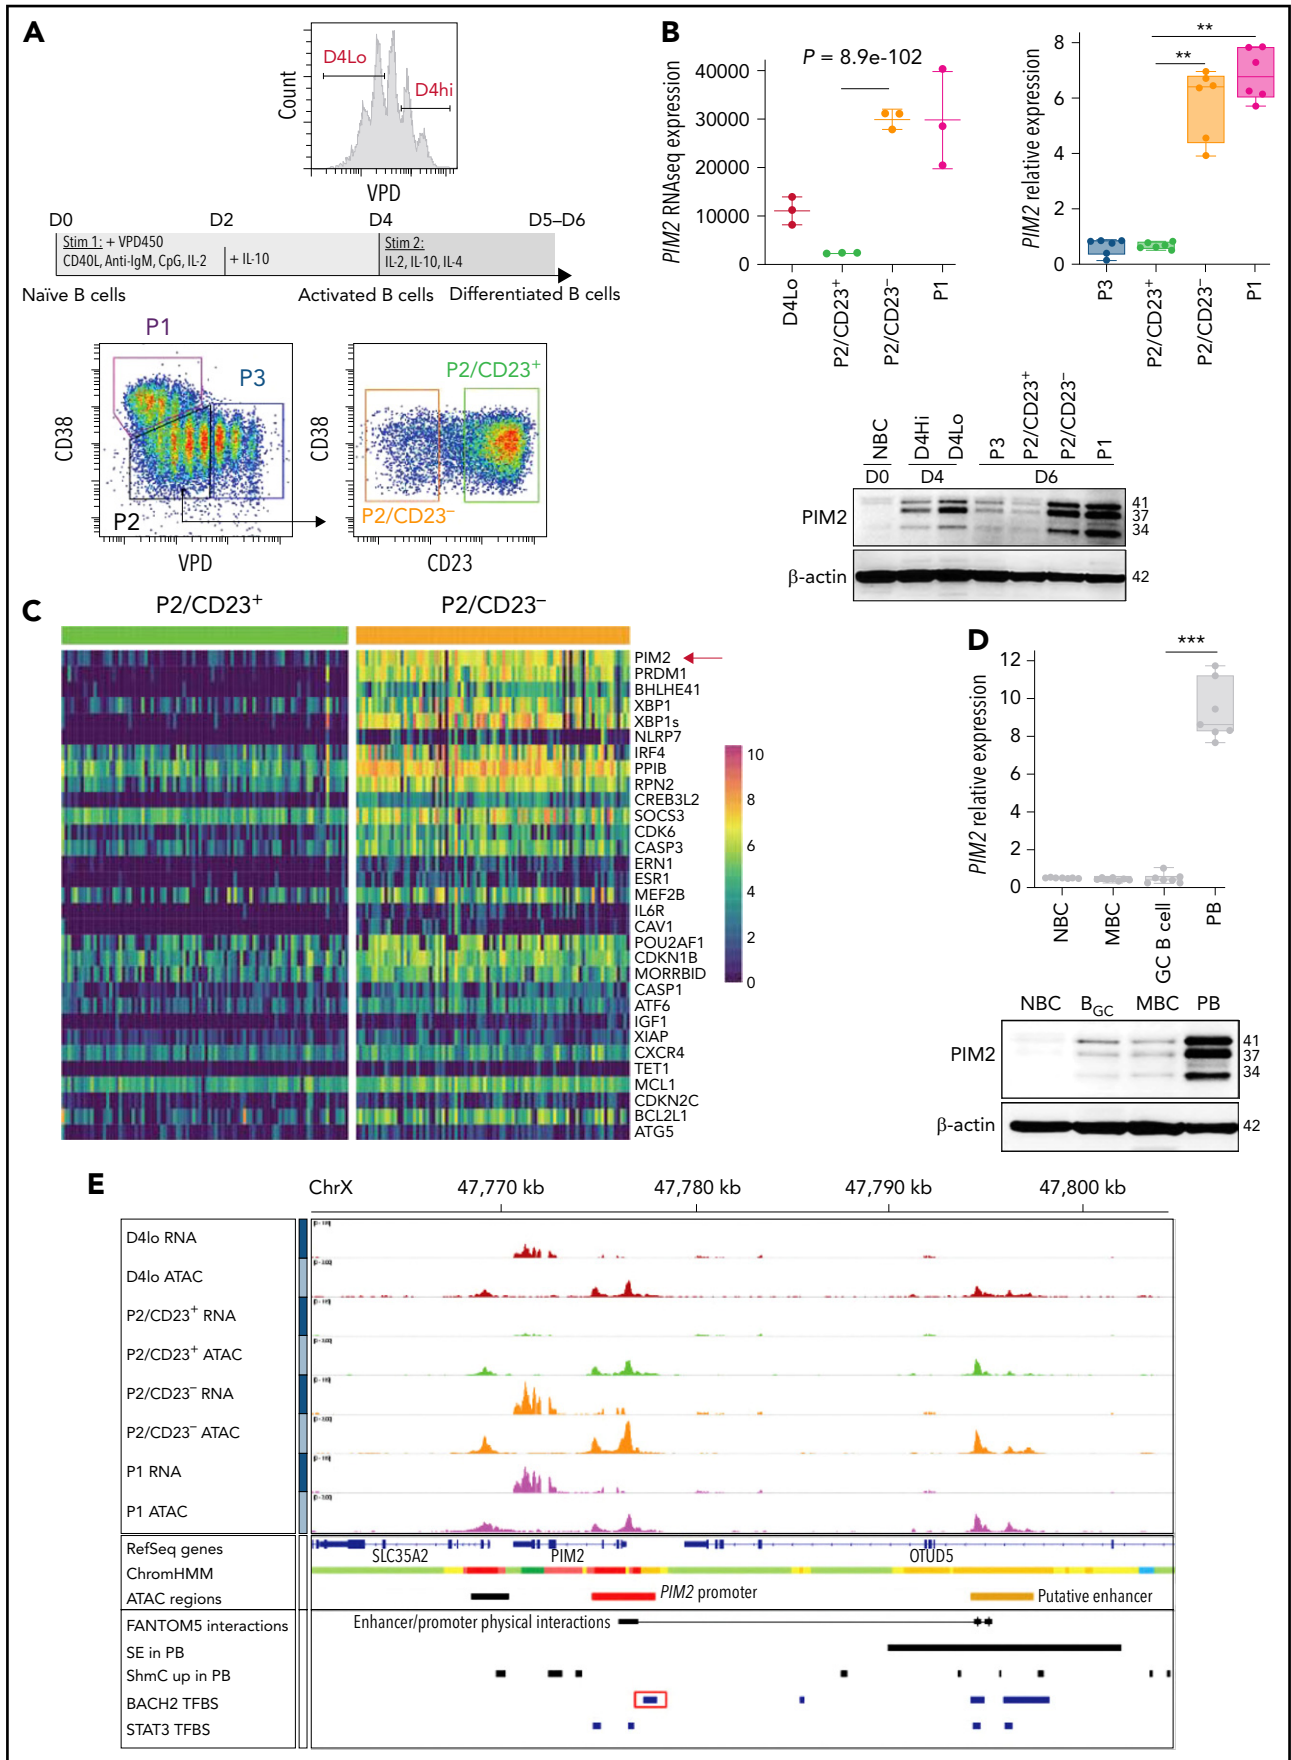 A
D4Lo
D4hi
Count
VPD
D0
D2
D4
D5–D6
Stim 1: + VPD450
CD40L, Anti-IgM, CpG, IL-2
+ IL-10
Stim 2:
IL-2, IL-10, IL-4
Naïve B cells
Activated B cells
Differentiated B cells
P1
P3
P2
CD38
VPD
P2/CD23+
P2/CD23–
CD38
CD23
B
PIM2 RNAseq expression
P = 8.9e-102
40000
30000
20000
10000
0
D4Lo
P2/CD23+
P2/CD23–
P1
PIM2 relative expression
**
**
8
6
4
2
0
P3
P2/CD23+
P2/CD23–
P1
NBC
D4Hi
D4Lo
P3
P2/CD23+
P2/CD23–
P1
D0
D4
D6
PIM2
41
37
34
β-actin
42
C
P2/CD23+
P2/CD23–
PIM2
PRDM1
BHLHE41
XBP1
XBP1s
NLRP7
IRF4
PPIB
RPN2
CREB3L2
SOCS3
CDK6
CASP3
ERN1
ESR1
MEF2B
IL6R
CAV1
POU2AF1
CDKN1B
MORRBID
CASP1
ATF6
IGF1
XIAP
CXCR4
TET1
MCL1
CDKN2C
BCL2L1
ATG5
10
8
6
4
2
0
D
***
PIM2 relative expression
12
10
8
6
4
2
0
NBC
MBC
GC B cell
PB
NBC
BGC
MBC
PB
PIM2
41
37
34
β-actin
42
E
ChrX
47,770 kb
47,780 kb
47,790 kb
47,800 kb
D4lo RNA
D4lo ATAC
P2/CD23+ RNA
P2/CD23+ ATAC
P2/CD23– RNA
P2/CD23– ATAC
P1 RNA
P1 ATAC
RefSeq genes
SLC35A2
PIM2
OTUD5
ChromHMM
ATAC regions
PIM2 promoter
Putative enhancer
FANTOM5 interactions
Enhancer/promoter physical interactions
SE in PB
ShmC up in PB
BACH2 TFBS
STAT3 TFBS